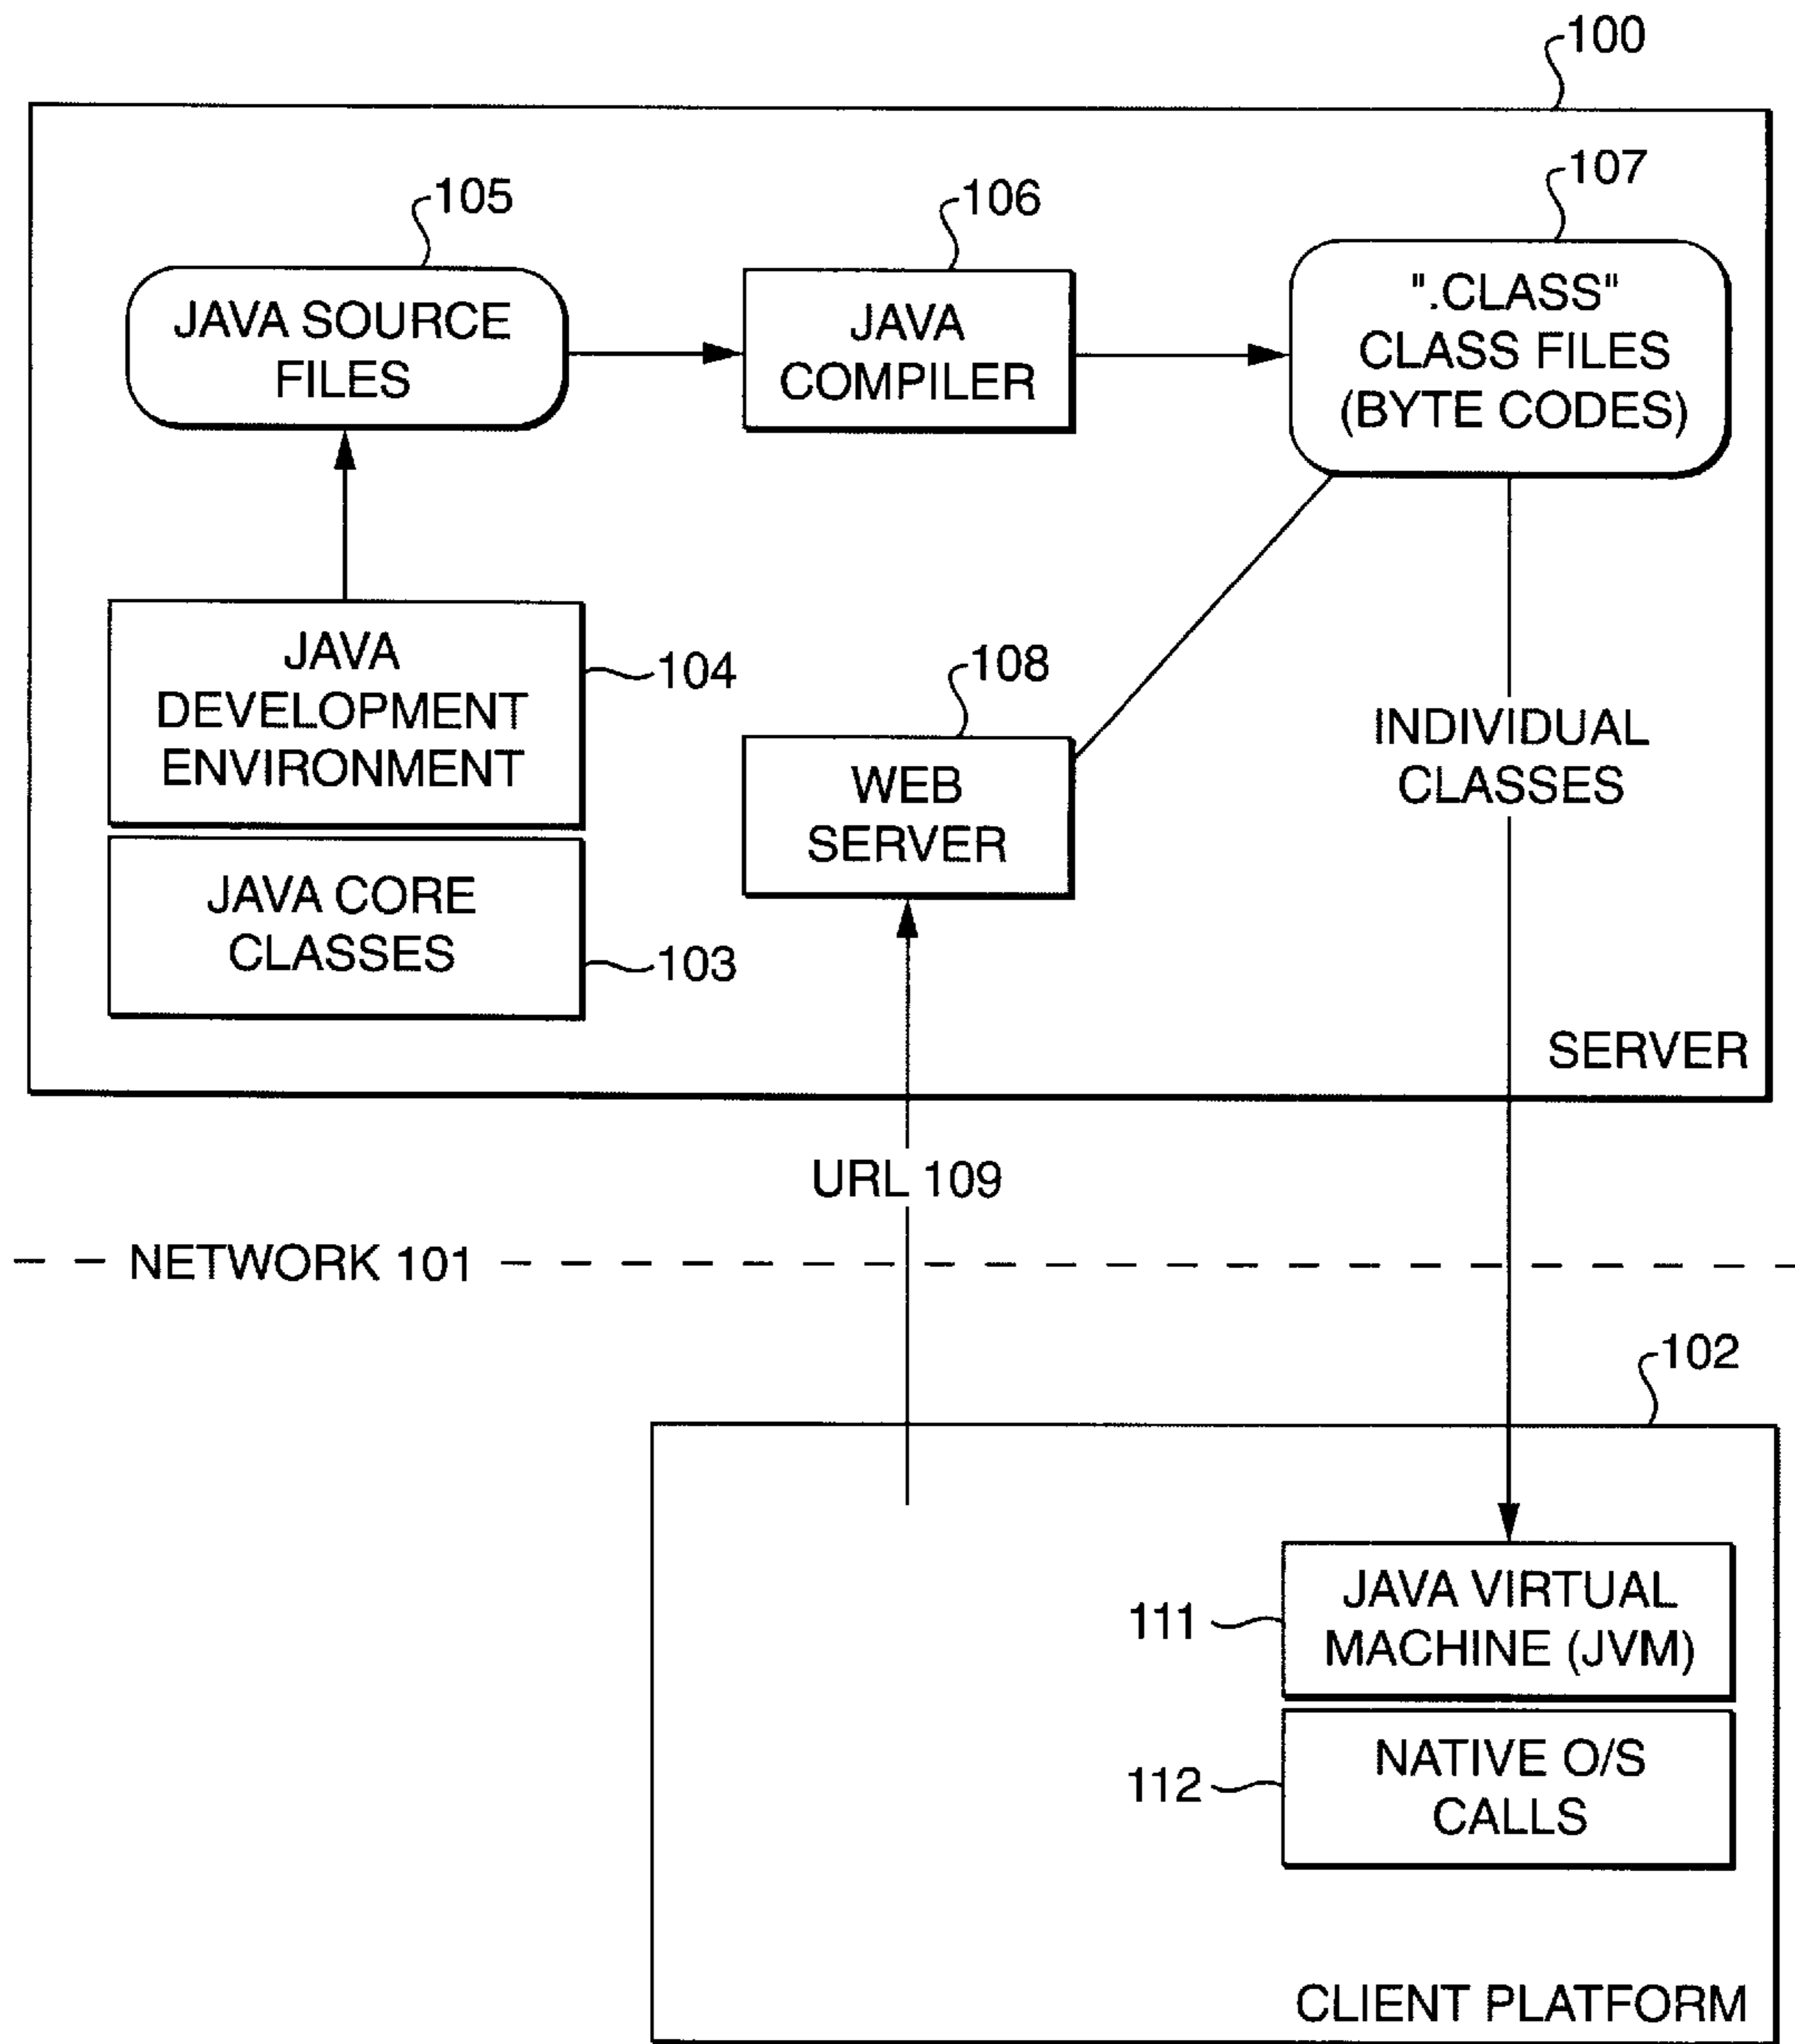 100
105
106
107
JAVA SOURCE
FILES
JAVA
COMPILER
".CLASS"
CLASS FILES
(BYTE CODES)
JAVA
DEVELOPMENT
ENVIRONMENT
104
108
WEB
SERVER
INDIVIDUAL
CLASSES
JAVA CORE
CLASSES
103
SERVER
URL 109
NETWORK 101
102
111
JAVA VIRTUAL
MACHINE (JVM)
112
NATIVE O/S
CALLS
CLIENT PLATFORM